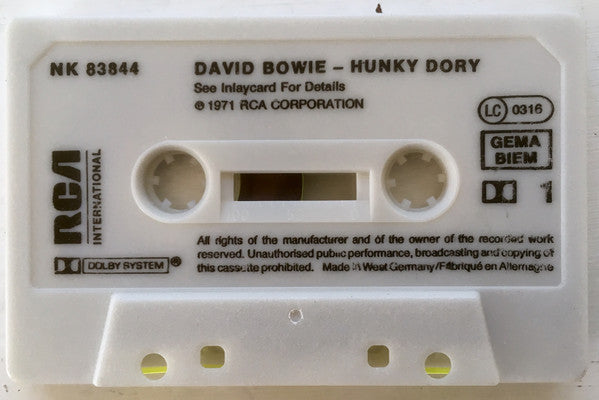 NK 83844
DAVID BOWIE – HUNKY DORY
See Inlaycard For Details
℗ 1971 RCA CORPORATION
LC 0316
GEMA
BIEM
1
RCA
INTERNATIONAL
DOLBY SYSTEM ®
All rights of the manufacturer and of the owner of the recorded work
reserved. Unauthorised public performance, broadcasting and copying of
this cassette prohibited. Made in West Germany/Fabriqué en Allemagne